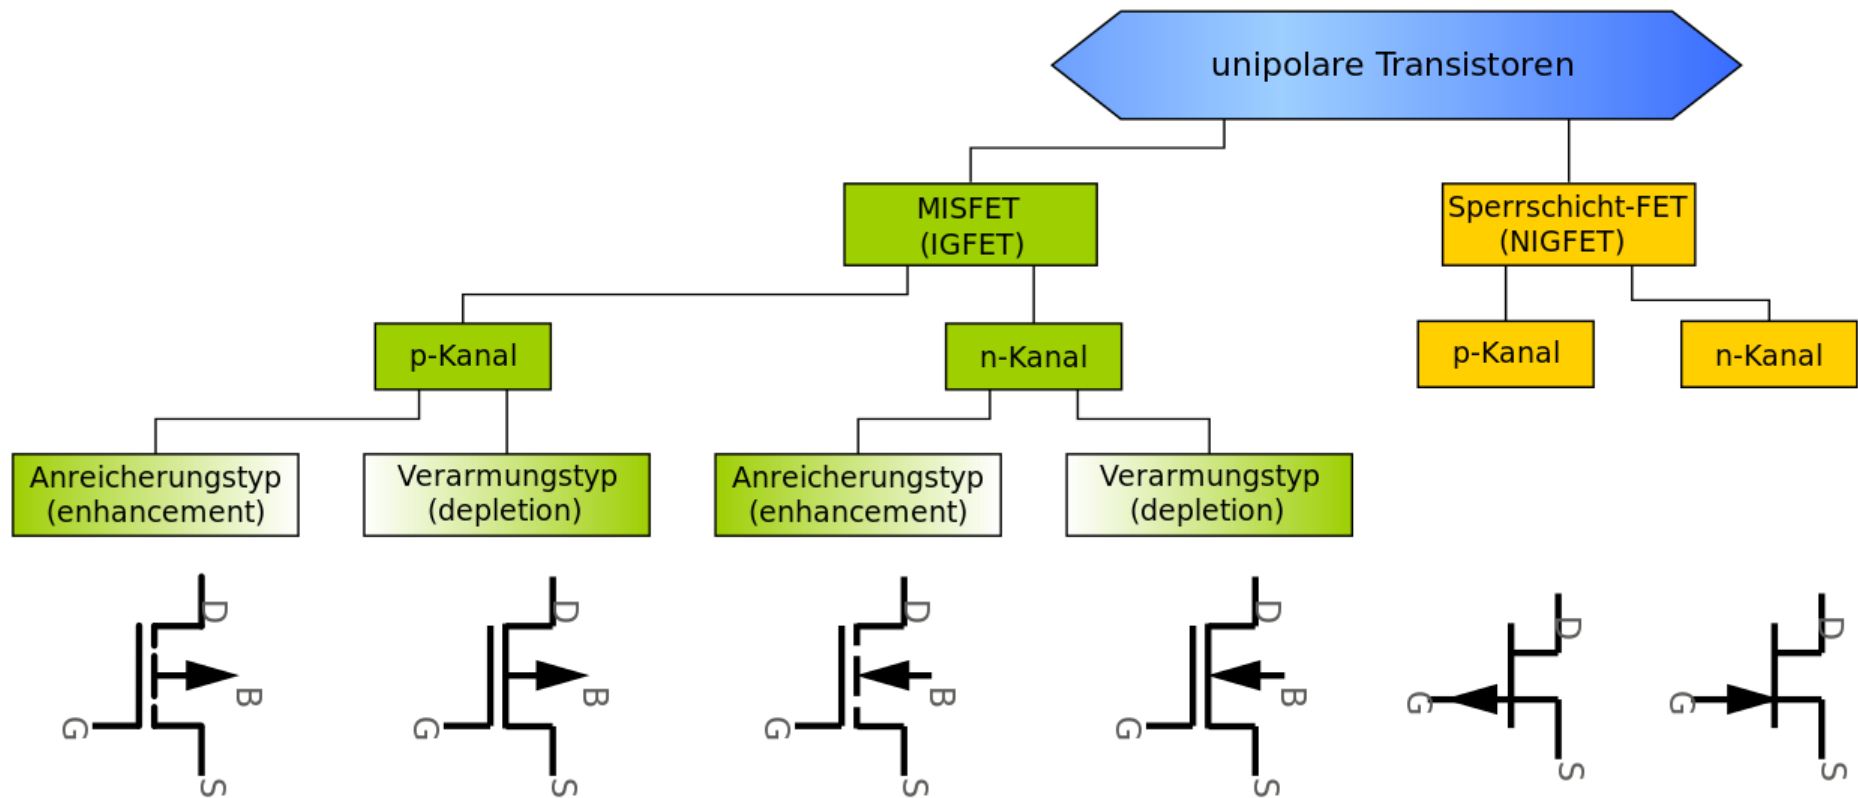 unipolare Transistoren
MISFET
(IGFET)
Sperrschicht-FET
(NIGFET)
p-Kanal
n-Kanal
p-Kanal
n-Kanal
Anreicherungstyp
(enhancement)
Verarmungstyp
(depletion)
Anreicherungstyp
(enhancement)
Verarmungstyp
(depletion)
D
B
G
S
D
B
G
S
D
B
G
S
D
B
G
S
D
G
S
D
G
S